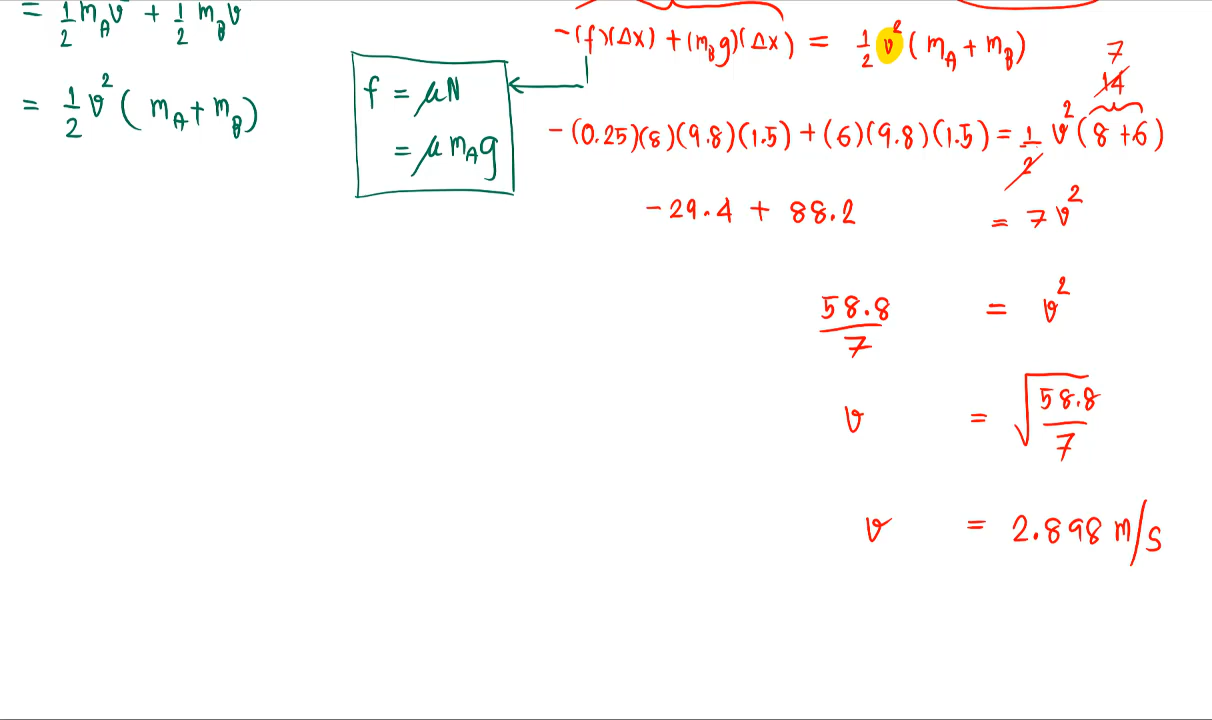 = 1/2 m_A v² + 1/2 m_B v
= 1/2 v² ( m_A + m_B )
f = μN
= μ m_A g
-(f)(Δx) + (m_B g)(Δx) = 1/2 v² ( m_A + m_B )
7
14
-(0.25)(8)(9.8)(1.5) + (6)(9.8)(1.5) = 1/2 v² ( 8 + 6 )
-29.4 + 88.2 = 7 v²
58.8/7 = v²
v = √(58.8/7)
v = 2.898 m/s